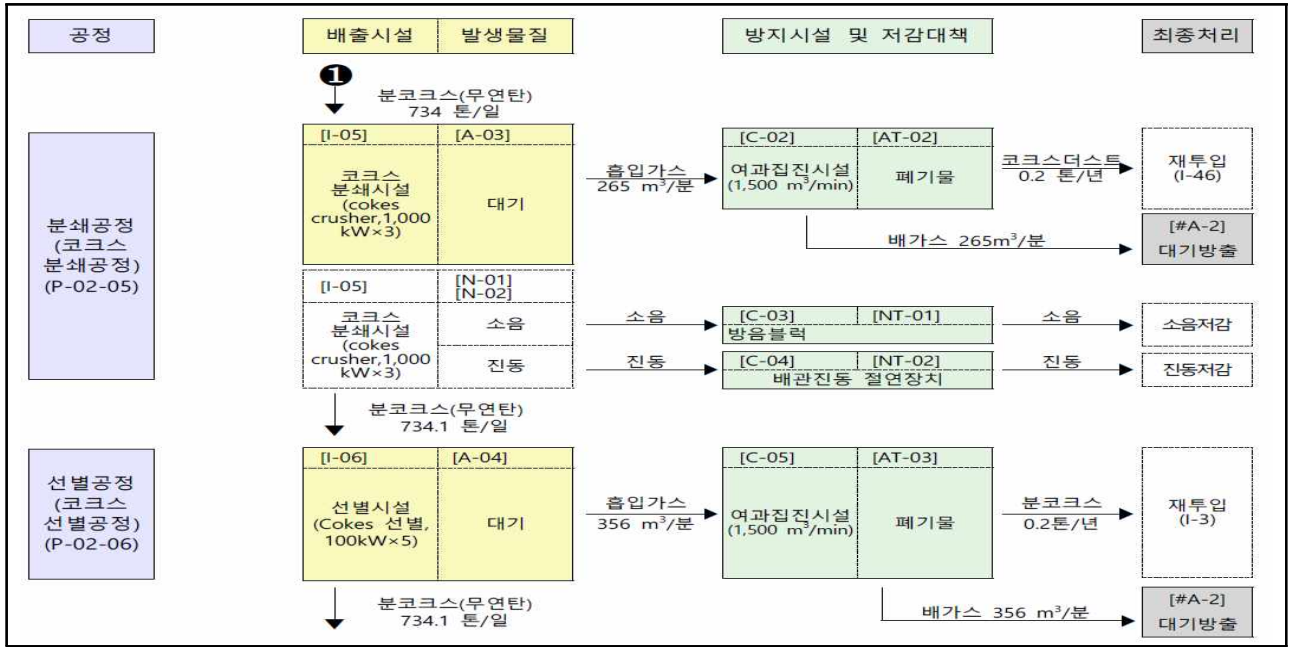 공정
배출시설 발생물질
방지시설 및 저감대책
최종처리
❶
분코크스(무연탄)
734 톤/일
분쇄공정
(코크스
분쇄공정)
(P-02-05)
[I-05] [A-03]
코크스
분쇄시설
(cokes
crusher,1,000
kW×3)
대기
흡입가스
265 m³/분
[C-02] [AT-02]
여과집진시설
(1,500 m³/min)
폐기물
코크스더스트
0.2 톤/년
재투입
(I-46)
배가스 265m³/분
[#A-2]
대기방출
[I-05]
[N-01]
[N-02]
코크스
분쇄시설
(cokes
crusher,1,000
kW×3)
소음
소음
[C-03] [NT-01]
방음블럭
소음
소음저감
진동
진동
[C-04] [NT-02]
배관진동 절연장치
진동
진동저감
분코크스(무연탄)
734.1 톤/일
선별공정
(코크스
선별공정)
(P-02-06)
[I-06] [A-04]
선별시설
(Cokes 선별,
100kW×5)
대기
흡입가스
356 m³/분
[C-05] [AT-03]
여과집진시설
(1,500 m³/min)
폐기물
분코크스
0.2톤/년
재투입
(I-3)
배가스 356 m³/분
[#A-2]
대기방출
분코크스(무연탄)
734.1 톤/일